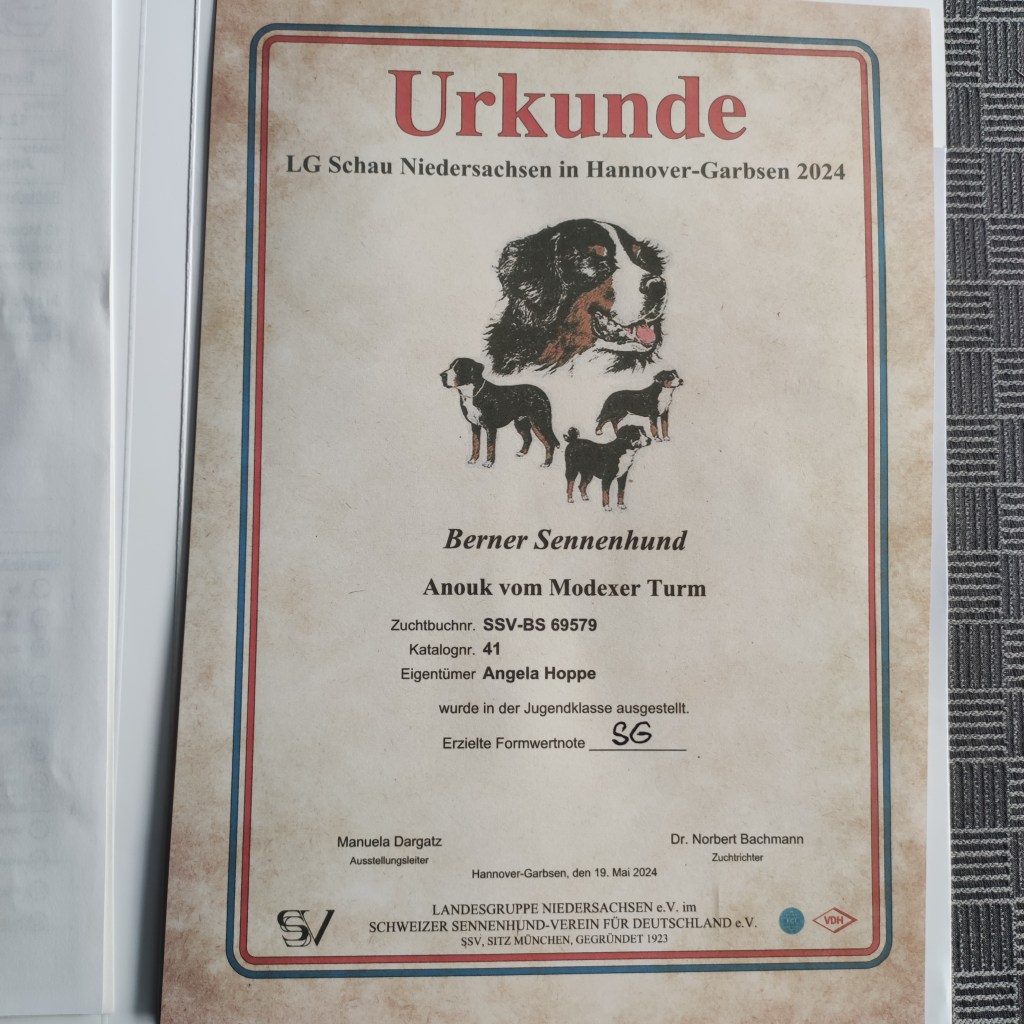 Urkunde
LG Schau Niedersachsen in Hannover-Garbsen 2024
Berner Sennenhund
Anouk vom Modexer Turm
Zuchtbuchnr. SSV-BS 69579
Katalognr. 41
Eigentümer Angela Hoppe
wurde in der Jugendklasse ausgestellt.
Erzielte Formwertnote SG
Manuela Dargatz
Ausstellungsleiter
Dr. Norbert Bachmann
Zuchtrichter
Hannover-Garbsen, den 19. Mai 2024
LANDESGRUPPE NIEDERSACHSEN e.V. im
SCHWEIZER SENNENHUND-VEREIN FÜR DEUTSCHLAND e.V.
SSV, SITZ MÜNCHEN, GEGRÜNDET 1923
SSV
VDH